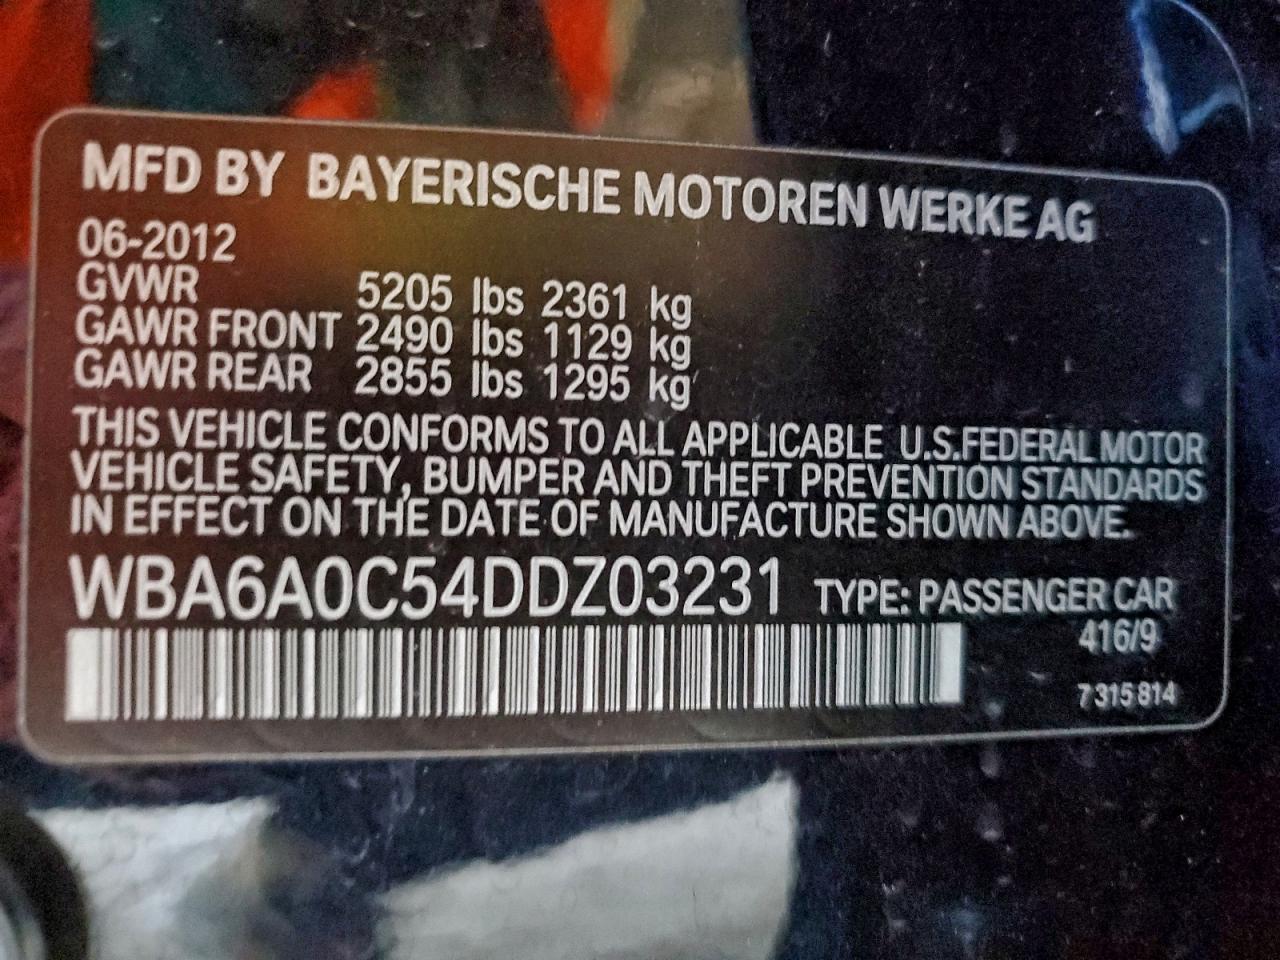 MFD BY BAYERISCHE MOTOREN WERKE AG
06-2012
GVWR 5205 lbs 2361 kg
GAWR FRONT 2490 lbs 1129 kg
GAWR REAR 2855 lbs 1295 kg
THIS VEHICLE CONFORMS TO ALL APPLICABLE U.S.FEDERAL MOTOR
VEHICLE SAFETY, BUMPER AND THEFT PREVENTION STANDARDS
IN EFFECT ON THE DATE OF MANUFACTURE SHOWN ABOVE.
WBA6A0C54DDZ03231 TYPE: PASSENGER CAR
416/9
7 315 814